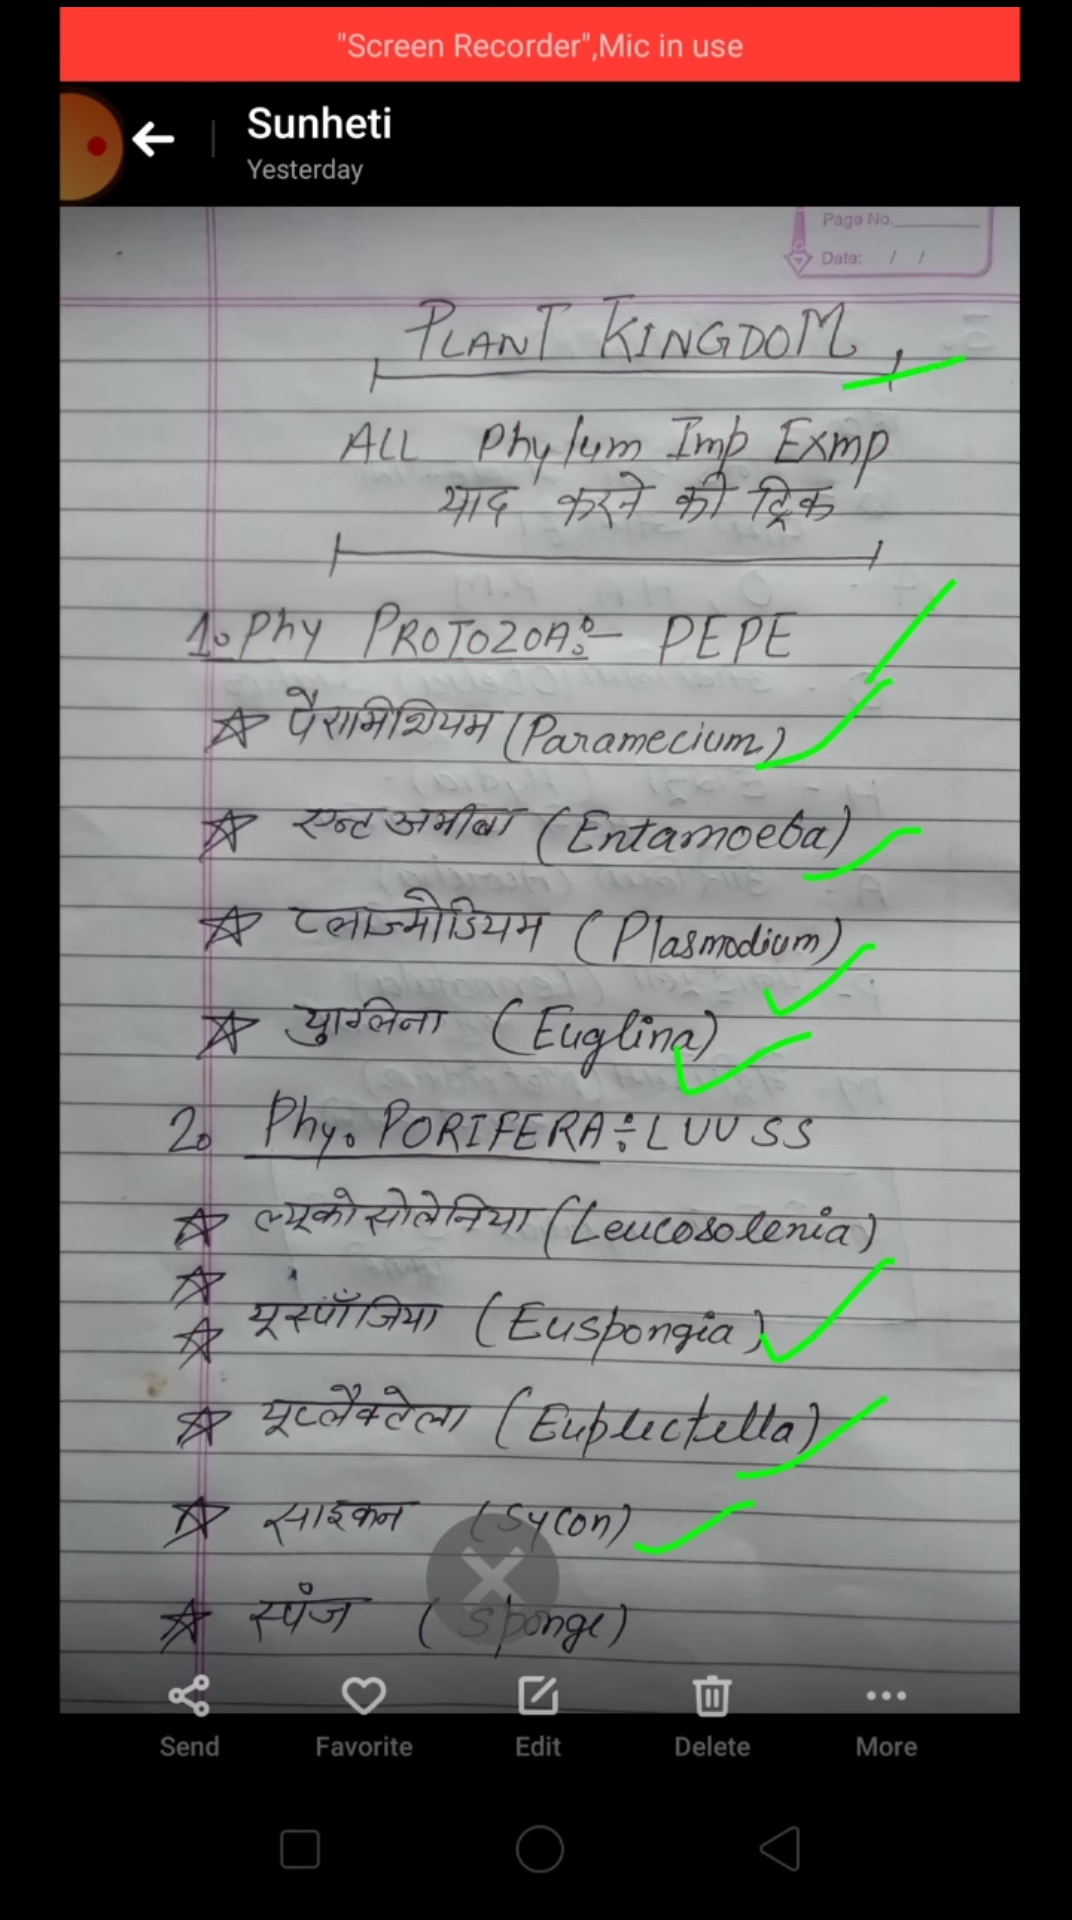 "Screen Recorder",Mic in use
Sunheti
Yesterday
Page No.
Date: / /
PLANT KINGDOM
ALL Phylum Imp Exmp
याद करने की ट्रिक
1. Phy PROTOZOA:- PEPE
☆ पैरामिशियम (Paramecium)
☆ एन्टअमीबा (Entamoeba)
☆ प्लाज्मोडियम (Plasmodium)
☆ युग्लिना (Euglina)
2. Phy. PORIFERA÷ LUUSS
☆ ल्यूकोसोलेनिया (Leucosolenia)
☆
☆ यूस्पाँजिया (Euspongia)
☆ यूप्लैक्टेला (Euplectella)
☆ साइकन (Sycon)
☆ स्पंज (Sponge)
Send Favorite Edit Delete More